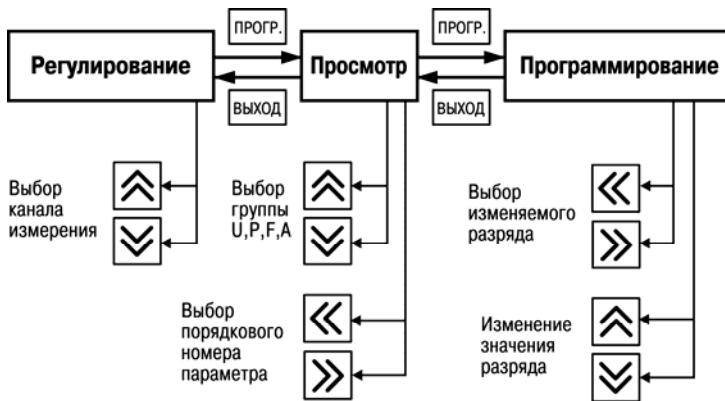 ПРОГР.
ПРОГР.
Регулирование
Просмотр
Программирование
ВЫХОД
ВЫХОД
Выбор
канала
измерения
Выбор
группы
U,P,F,A
Выбор
изменяемого
разряда
Выбор
порядкового
номера
параметра
Изменение
значения
разряда